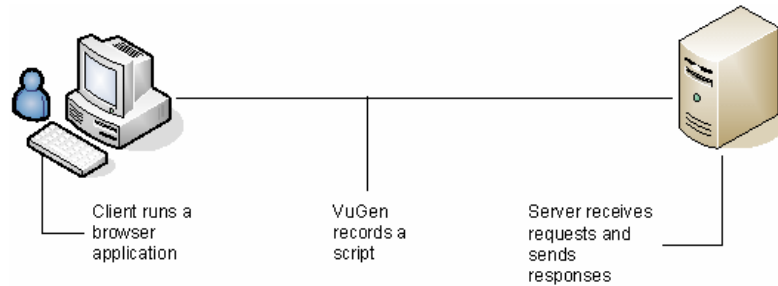 Client runs a
browser
application
VuGen
records a
script
Server receives
requests and
sends
responses